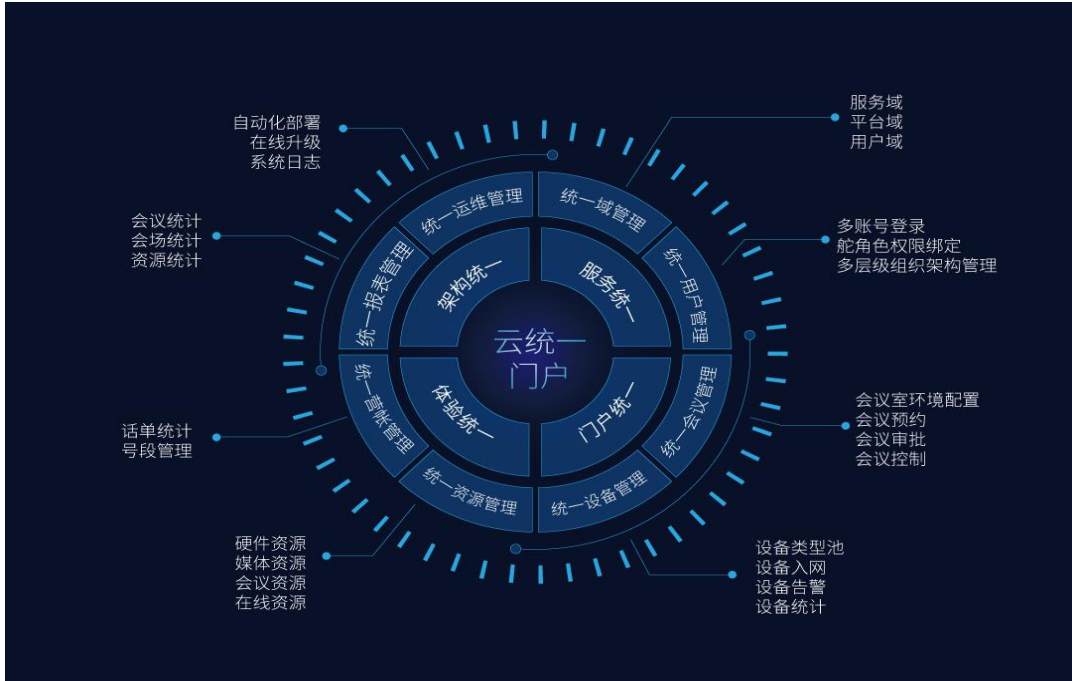 自动化部署
在线升级
系统日志
服务域
平台域
用户域
会议统计
会场统计
资源统计
多账号登录
舵角色权限绑定
多层级组织架构管理
统一运维管理
统一域管理
统一报表管理
统一用户管理
架构统一
服务统一
云统一
门户
体验统一
门户统一
统一营帐管理
统一会议管理
统一资源管理
统一设备管理
话单统计
号段管理
会议室环境配置
会议预约
会议审批
会议控制
硬件资源
媒体资源
会议资源
在线资源
设备类型池
设备入网
设备告警
设备统计